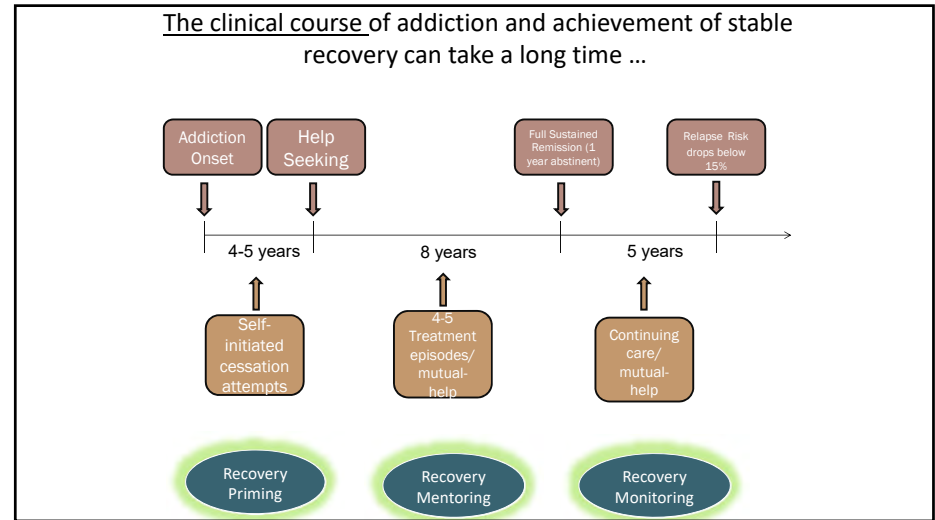 The clinical course of addiction and achievement of stable
recovery can take a long time …
Addiction
Onset
Help
Seeking
Full Sustained
Remission (1
year abstinent)
Relapse Risk
drops below
15%
4-5 years
8 years
5 years
Self-
initiated
cessation
attempts
4-5
Treatment
episodes/
mutual-
help
Continuing
care/
mutual-
help
Recovery
Priming
Recovery
Mentoring
Recovery
Monitoring